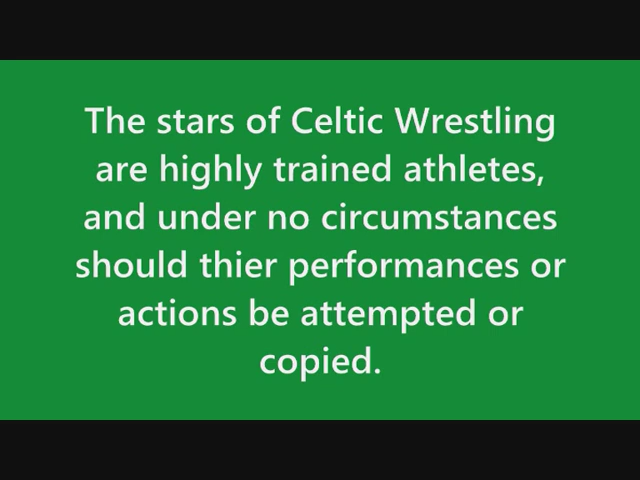 The stars of Celtic Wrestling
are highly trained athletes,
and under no circumstances
should thier performances or
actions be attempted or
copied.